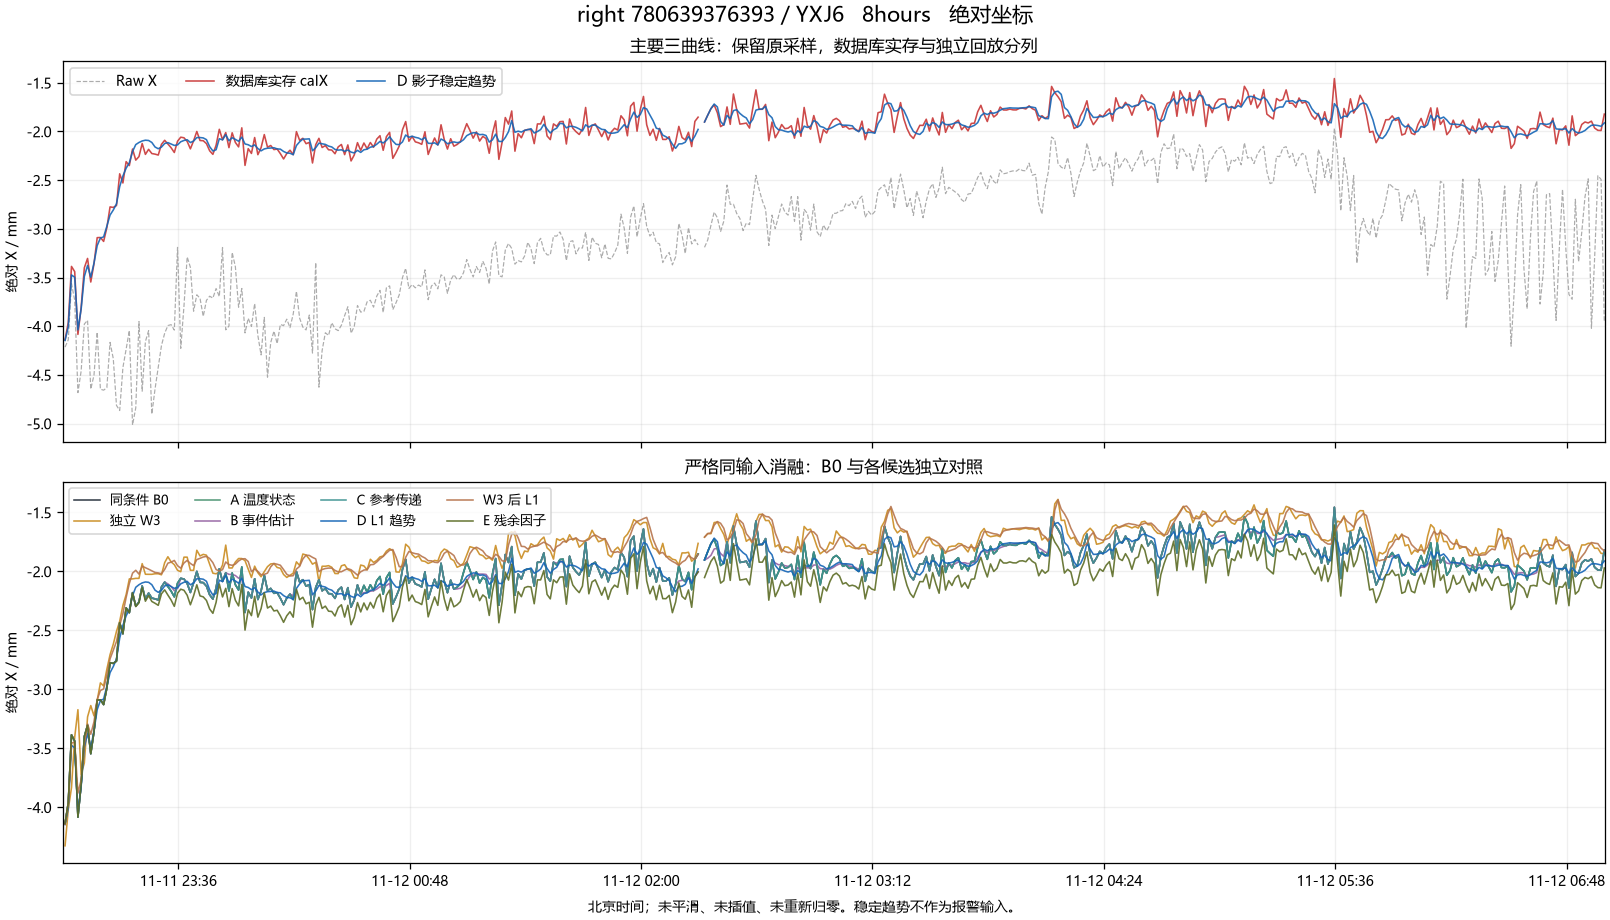 right 780639376393 / YXJ6   8hours   绝对坐标
主要三曲线：保留原采样，数据库实存与独立回放分列
Raw X
数据库实存 calX
D 影子稳定趋势
-1.5
-2.0
-2.5
-3.0
-3.5
-4.0
-4.5
-5.0
绝对 X / mm
严格同输入消融：B0 与各候选独立对照
同条件 B0
A 温度状态
C 参考传递
W3 后 L1
独立 W3
B 事件估计
D L1 趋势
E 残余因子
-1.5
-2.0
-2.5
-3.0
-3.5
-4.0
绝对 X / mm
11-11 23:36
11-12 00:48
11-12 02:00
11-12 03:12
11-12 04:24
11-12 05:36
11-12 06:48
北京时间；未平滑、未插值、未重新归零。稳定趋势不作为报警输入。